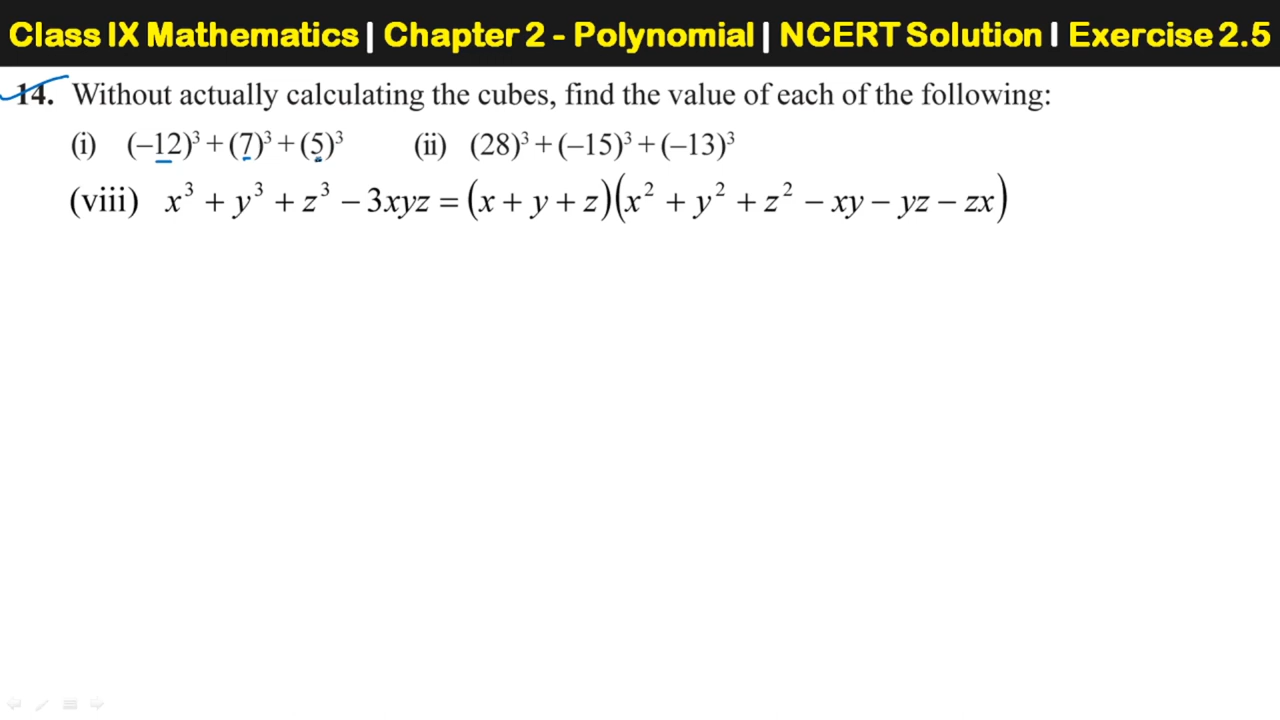 Class IX Mathematics | Chapter 2 - Polynomial | NCERT Solution I Exercise 2.5
14. Without actually calculating the cubes, find the value of each of the following:
(i) (–12)³ + (7)³ + (5)³ (ii) (28)³ + (–15)³ + (–13)³
(viii) x³ + y³ + z³ − 3xyz = (x + y + z)(x² + y² + z² − xy − yz − zx)